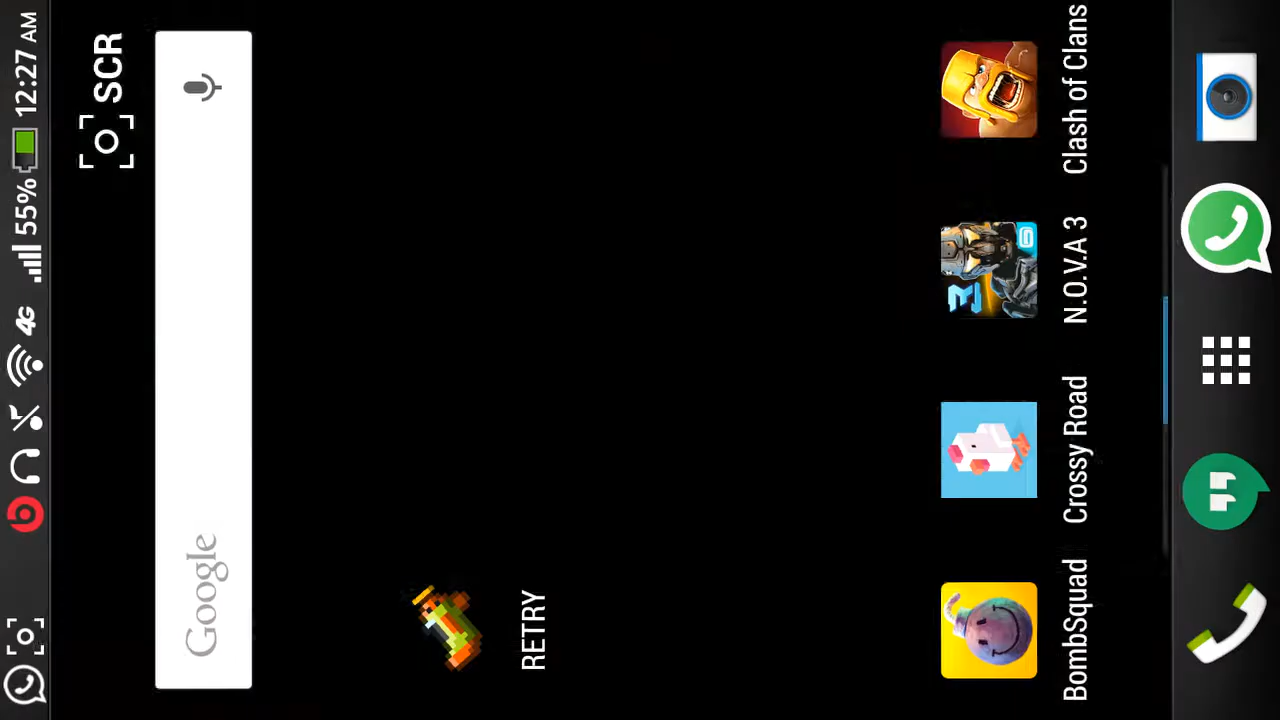 4G 55% 12:27 AM
SCR
Google
RETRY
BombSquad Crossy Road N.O.V.A 3 Clash of Clans